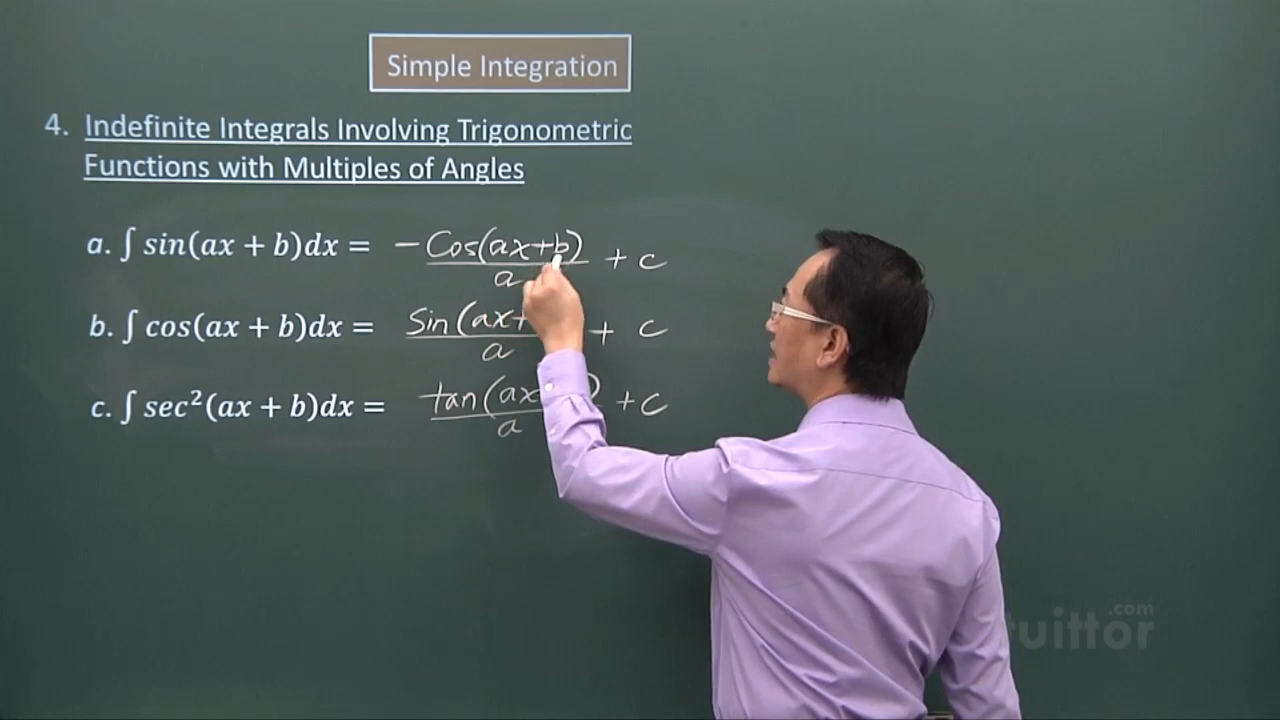 Simple Integration
4. Indefinite Integrals Involving Trigonometric
Functions with Multiples of Angles
a. ∫ sin(ax + b)dx = -Cos(ax+b)/a + c
b. ∫ cos(ax + b)dx = Sin(ax+ /a + c
c. ∫ sec²(ax + b)dx = tan(ax )/a + c
tuittor.com